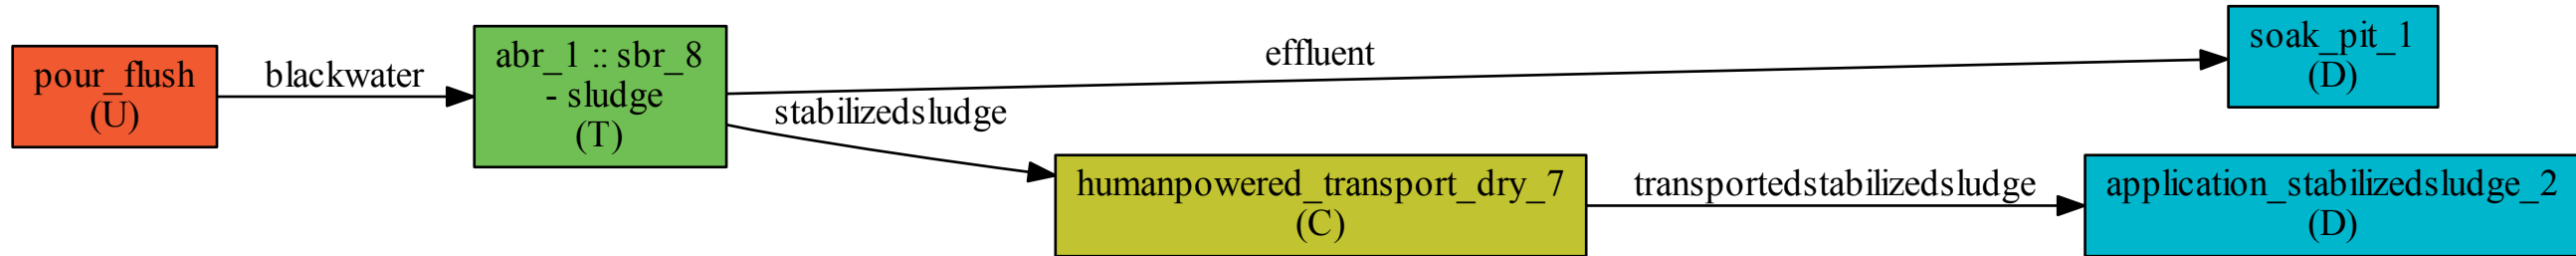 pour_flush
(U)
blackwater
abr_1 :: sbr_8
- sludge
(T)
effluent
stabilizedsludge
soak_pit_1
(D)
humanpowered_transport_dry_7
(C)
transportedstabilizedsludge
application_stabilizedsludge_2
(D)